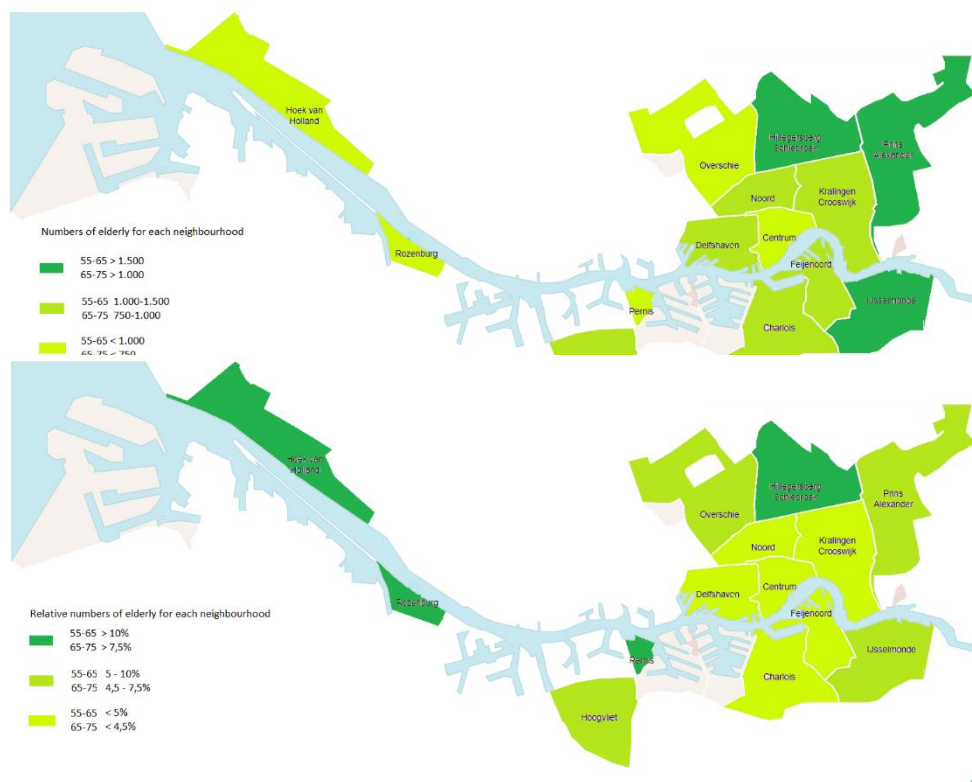 Hoek van
Holland
Overschie
Hillegersberg
Schiebroek
Prins
Alexander
Noord
Kralingen
Crooswijk
Delfshaven
Centrum
Feijenoord
Rozenburg
Pernis
Charlois
IJsselmonde
Numbers of elderly for each neighbourhood
55-65 > 1.500
65-75 > 1.000
55-65 1.000-1.500
65-75 750-1.000
55-65 < 1.000
65-75 < 750
Hoek van
Holland
Overschie
Hillegersberg
Schiebroek
Prins
Alexander
Noord
Kralingen
Crooswijk
Delfshaven
Centrum
Feijenoord
Rozenburg
Pernis
Charlois
IJsselmonde
Hoogvliet
Relative numbers of elderly for each neighbourhood
55-65 > 10%
65-75 > 7,5%
55-65 5 - 10%
65-75 4,5 - 7,5%
55-65 < 5%
65-75 < 4,5%